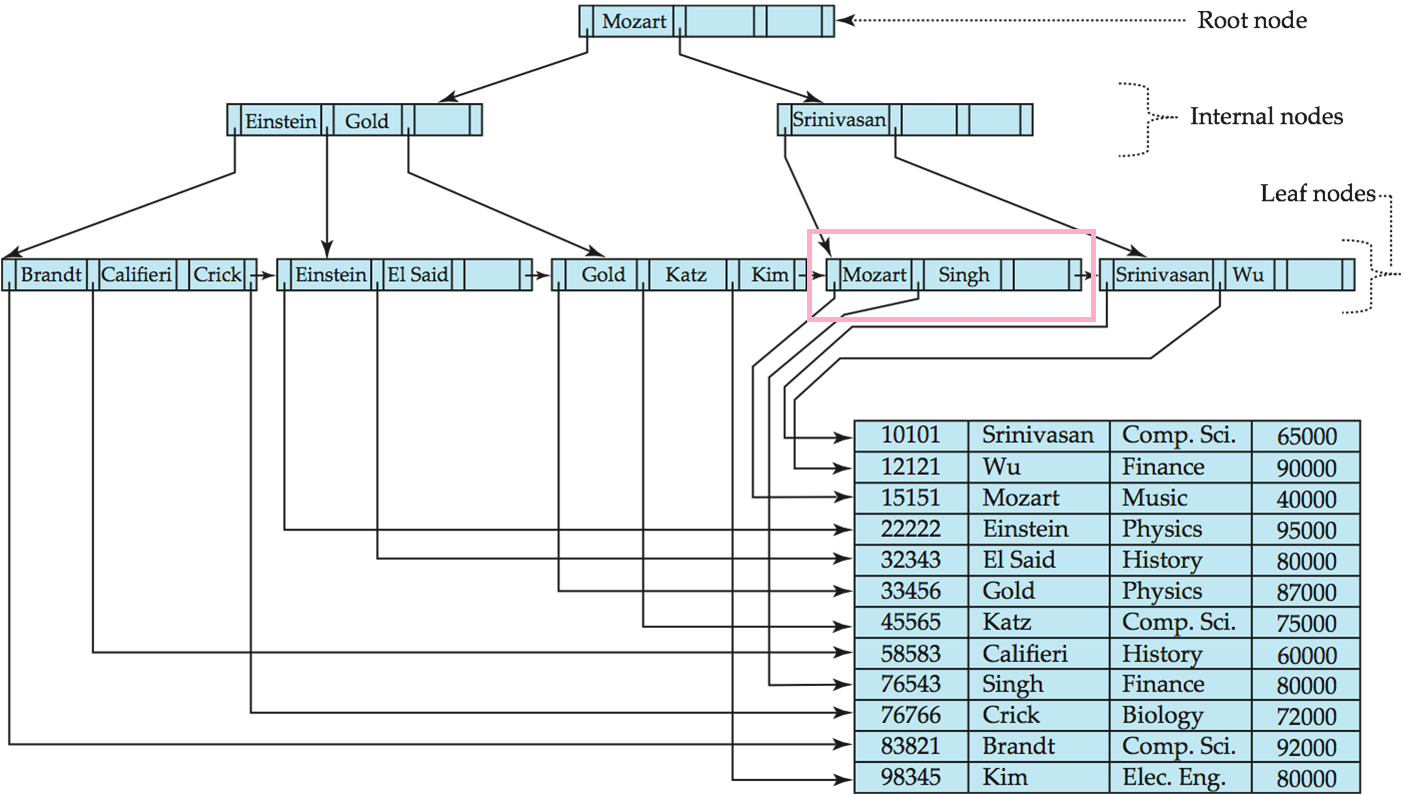 Mozart
Root node
Einstein Gold
Srinivasan
Internal nodes
Leaf nodes
Brandt Califieri Crick
Einstein El Said
Gold Katz Kim
Mozart Singh
Srinivasan Wu
10101 Srinivasan Comp. Sci. 65000
12121 Wu Finance 90000
15151 Mozart Music 40000
22222 Einstein Physics 95000
32343 El Said History 80000
33456 Gold Physics 87000
45565 Katz Comp. Sci. 75000
58583 Califieri History 60000
76543 Singh Finance 80000
76766 Crick Biology 72000
83821 Brandt Comp. Sci. 92000
98345 Kim Elec. Eng. 80000